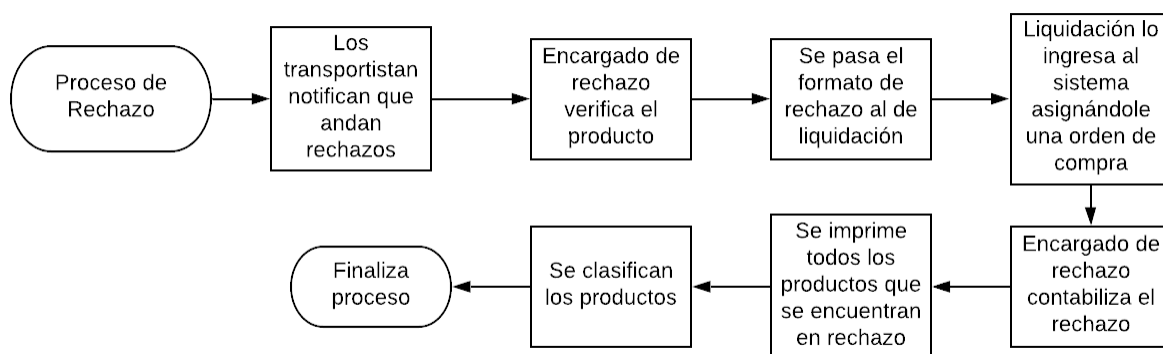 Proceso de
Rechazo
Los
transportistan
notifican que
andan
rechazos
Encargado de
rechazo
verifica el
producto
Se pasa el
formato de
rechazo al de
liquidación
Liquidación lo
ingresa al
sistema
asignándole
una orden de
compra
Encargado de
rechazo
contabiliza el
rechazo
Se imprime
todos los
productos que
se encuentran
en rechazo
Se clasifican
los productos
Finaliza
proceso